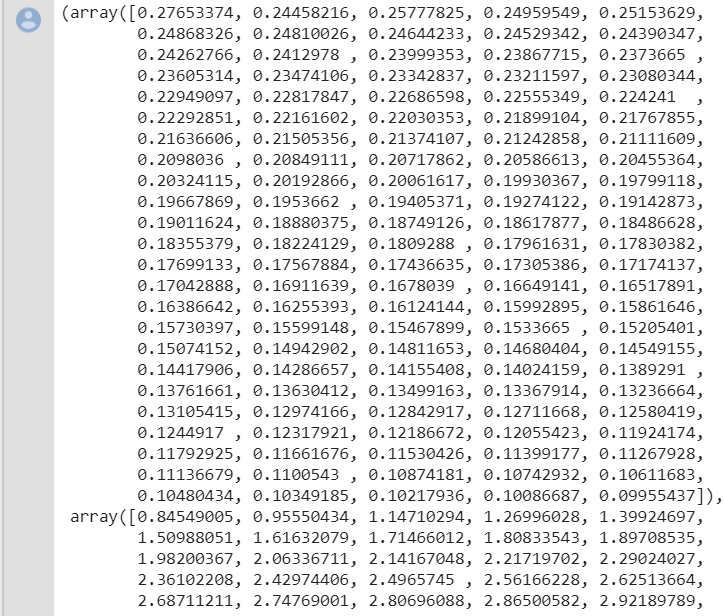 (array([0.27653374, 0.24458216, 0.25777825, 0.24959549, 0.25153629,
0.24868326, 0.24810026, 0.24644233, 0.24529342, 0.24390347,
0.24262766, 0.2412978 , 0.23999353, 0.23867715, 0.2373665 ,
0.23605314, 0.23474106, 0.23342837, 0.23211597, 0.23080344,
0.22949097, 0.22817847, 0.22686598, 0.22555349, 0.224241  ,
0.22292851, 0.22161602, 0.22030353, 0.21899104, 0.21767855,
0.21636606, 0.21505356, 0.21374107, 0.21242858, 0.21111609,
0.2098036 , 0.20849111, 0.20717862, 0.20586613, 0.20455364,
0.20324115, 0.20192866, 0.20061617, 0.19930367, 0.19799118,
0.19667869, 0.1953662 , 0.19405371, 0.19274122, 0.19142873,
0.19011624, 0.18880375, 0.18749126, 0.18617877, 0.18486628,
0.18355379, 0.18224129, 0.1809288 , 0.17961631, 0.17830382,
0.17699133, 0.17567884, 0.17436635, 0.17305386, 0.17174137,
0.17042888, 0.16911639, 0.1678039 , 0.16649141, 0.16517891,
0.16386642, 0.16255393, 0.16124144, 0.15992895, 0.15861646,
0.15730397, 0.15599148, 0.15467899, 0.1533665 , 0.15205401,
0.15074152, 0.14942902, 0.14811653, 0.14680404, 0.14549155,
0.14417906, 0.14286657, 0.14155408, 0.14024159, 0.1389291 ,
0.13761661, 0.13630412, 0.13499163, 0.13367914, 0.13236664,
0.13105415, 0.12974166, 0.12842917, 0.12711668, 0.12580419,
0.1244917 , 0.12317921, 0.12186672, 0.12055423, 0.11924174,
0.11792925, 0.11661676, 0.11530426, 0.11399177, 0.11267928,
0.11136679, 0.1100543 , 0.10874181, 0.10742932, 0.10611683,
0.10480434, 0.10349185, 0.10217936, 0.10086687, 0.09955437]),
array([0.84549005, 0.95550434, 1.14710294, 1.26996028, 1.39924697,
1.50988051, 1.61632079, 1.71466012, 1.80833543, 1.89708535,
1.98200367, 2.06336711, 2.14167048, 2.21719702, 2.29024027,
2.36102208, 2.42974406, 2.4965745 , 2.56166228, 2.62513664,
2.68711211, 2.74769001, 2.80696088, 2.86500582, 2.92189789,